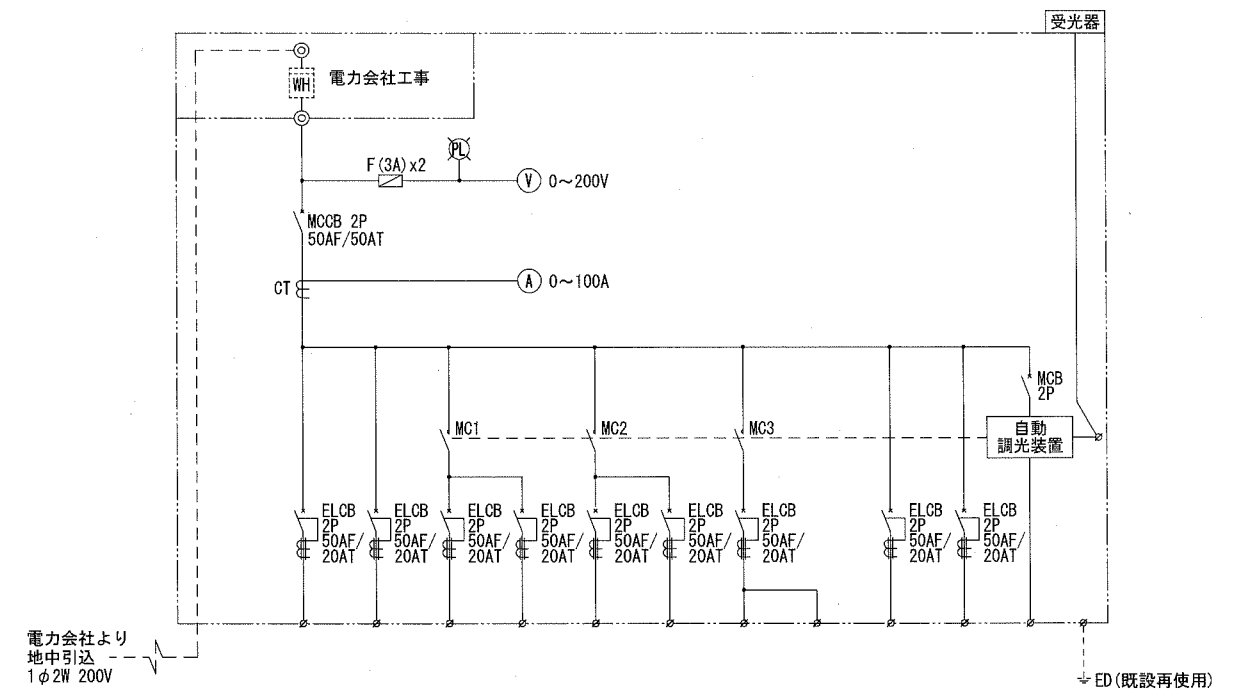 受光器
WH
電力会社工事
F(3A)x2
PL
V
0～200V
MCCB 2P
50AF/50AT
CT
A
0～100A
MCB
2P
MC1
MC2
MC3
自動
調光装置
ELCB
2P
50AF/
20AT
ELCB
2P
50AF/
20AT
ELCB
2P
50AF/
20AT
ELCB
2P
50AF/
20AT
ELCB
2P
50AF/
20AT
ELCB
2P
50AF/
20AT
ELCB
2P
50AF/
20AT
ELCB
2P
50AF/
20AT
ELCB
2P
50AF/
20AT
電力会社より
地中引込
1φ2W 200V
ED(既設再使用)